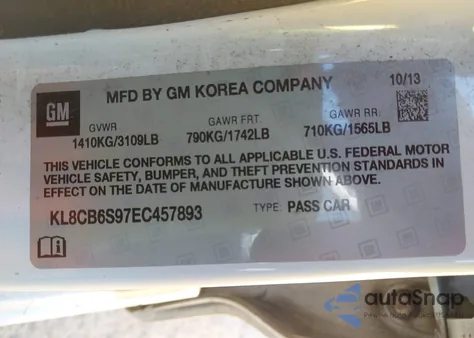 MFD BY GM KOREA COMPANY 10/13
GM
GVWR GAWR FRT GAWR RR
1410KG/3109LB 790KG/1742LB 710KG/1565LB
THIS VEHICLE CONFORMS TO ALL APPLICABLE U.S. FEDERAL MOTOR
VEHICLE SAFETY, BUMPER, AND THEFT PREVENTION STANDARDS IN
EFFECT ON THE DATE OF MANUFACTURE SHOWN ABOVE.
KL8CB6S97EC457893 TYPE: PASS CAR
autoSnap